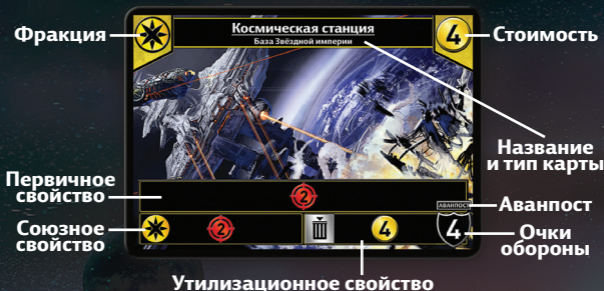 Фракция
Космическая станция
База Звёздной империи
4
Стоимость
Название
и тип карты
Первичное
свойство
2
АВАНПОСТ
Аванпост
Союзное
свойство
2
4
4
Очки
обороны
Утилизационное свойство